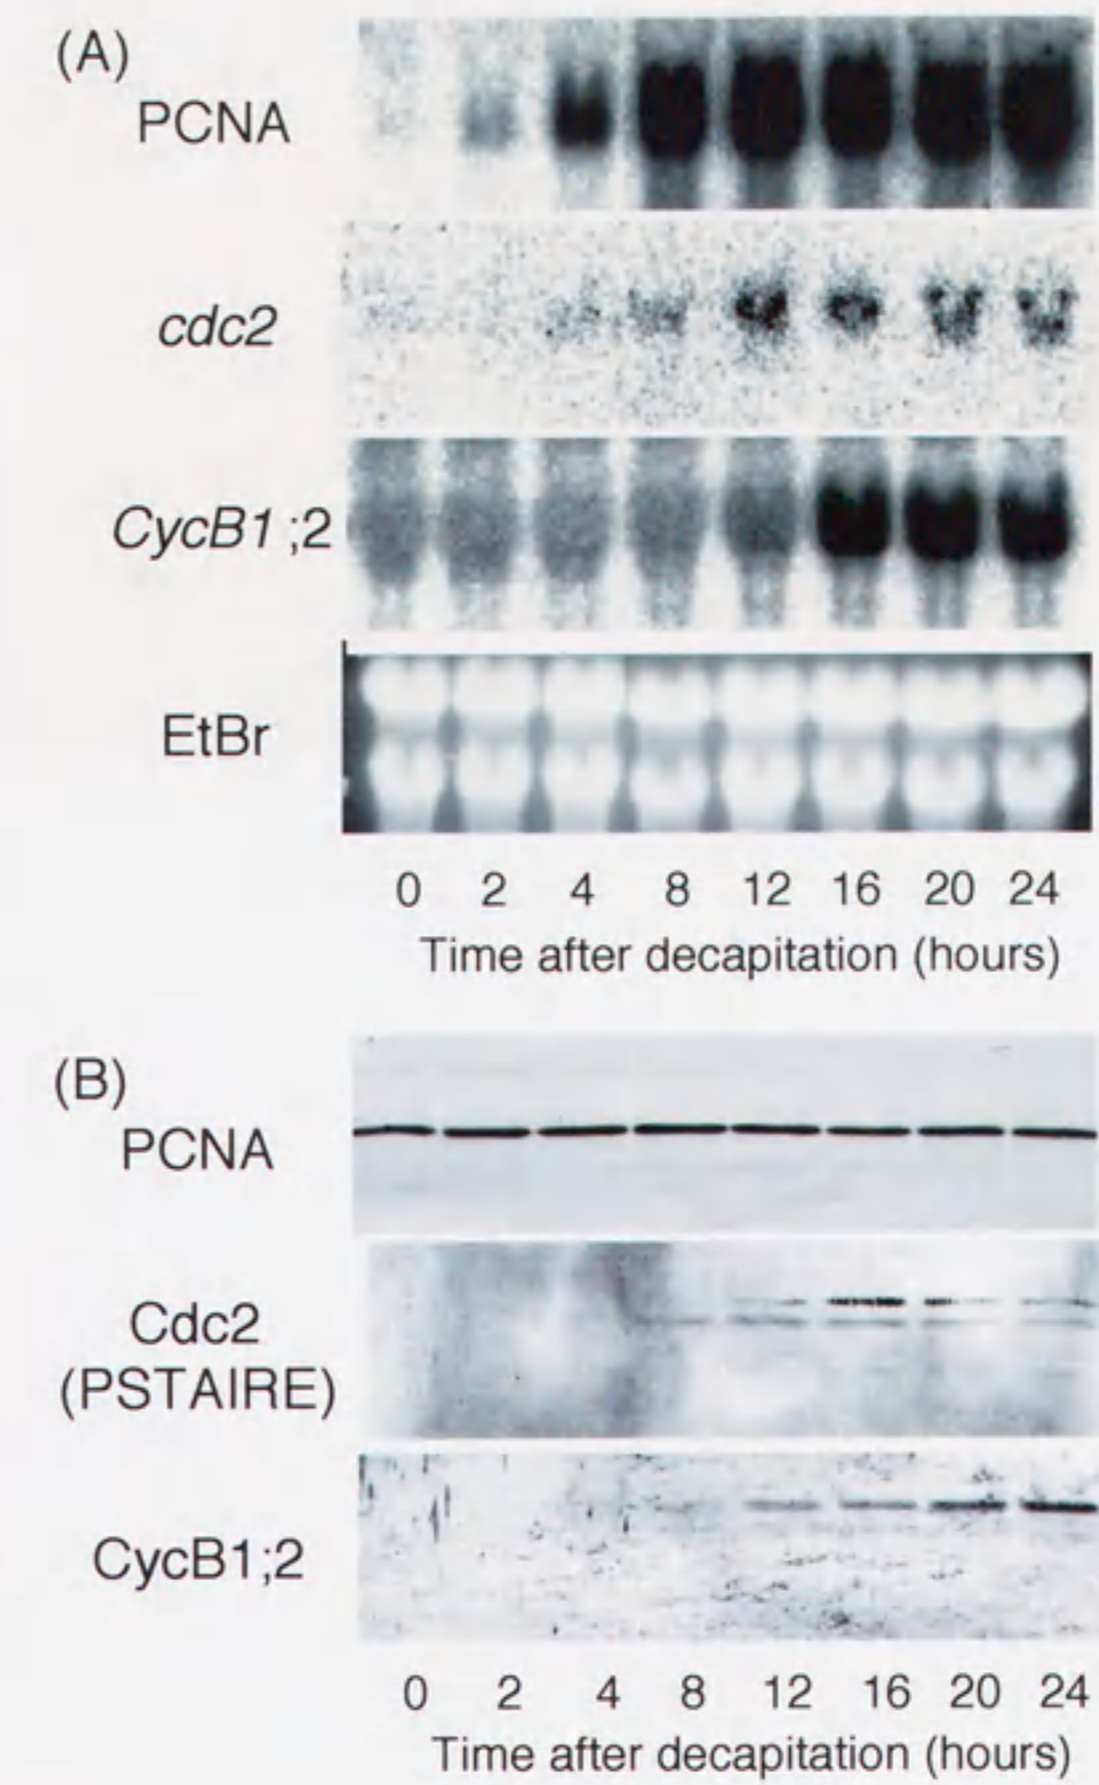 (A)
PCNA
cdc2
CycB1;2
EtBr
0 2 4 8 12 16 20 24
Time after decapitation (hours)
(B)
PCNA
Cdc2
(PSTAIRE)
CycB1;2
0 2 4 8 12 16 20 24
Time after decapitation (hours)